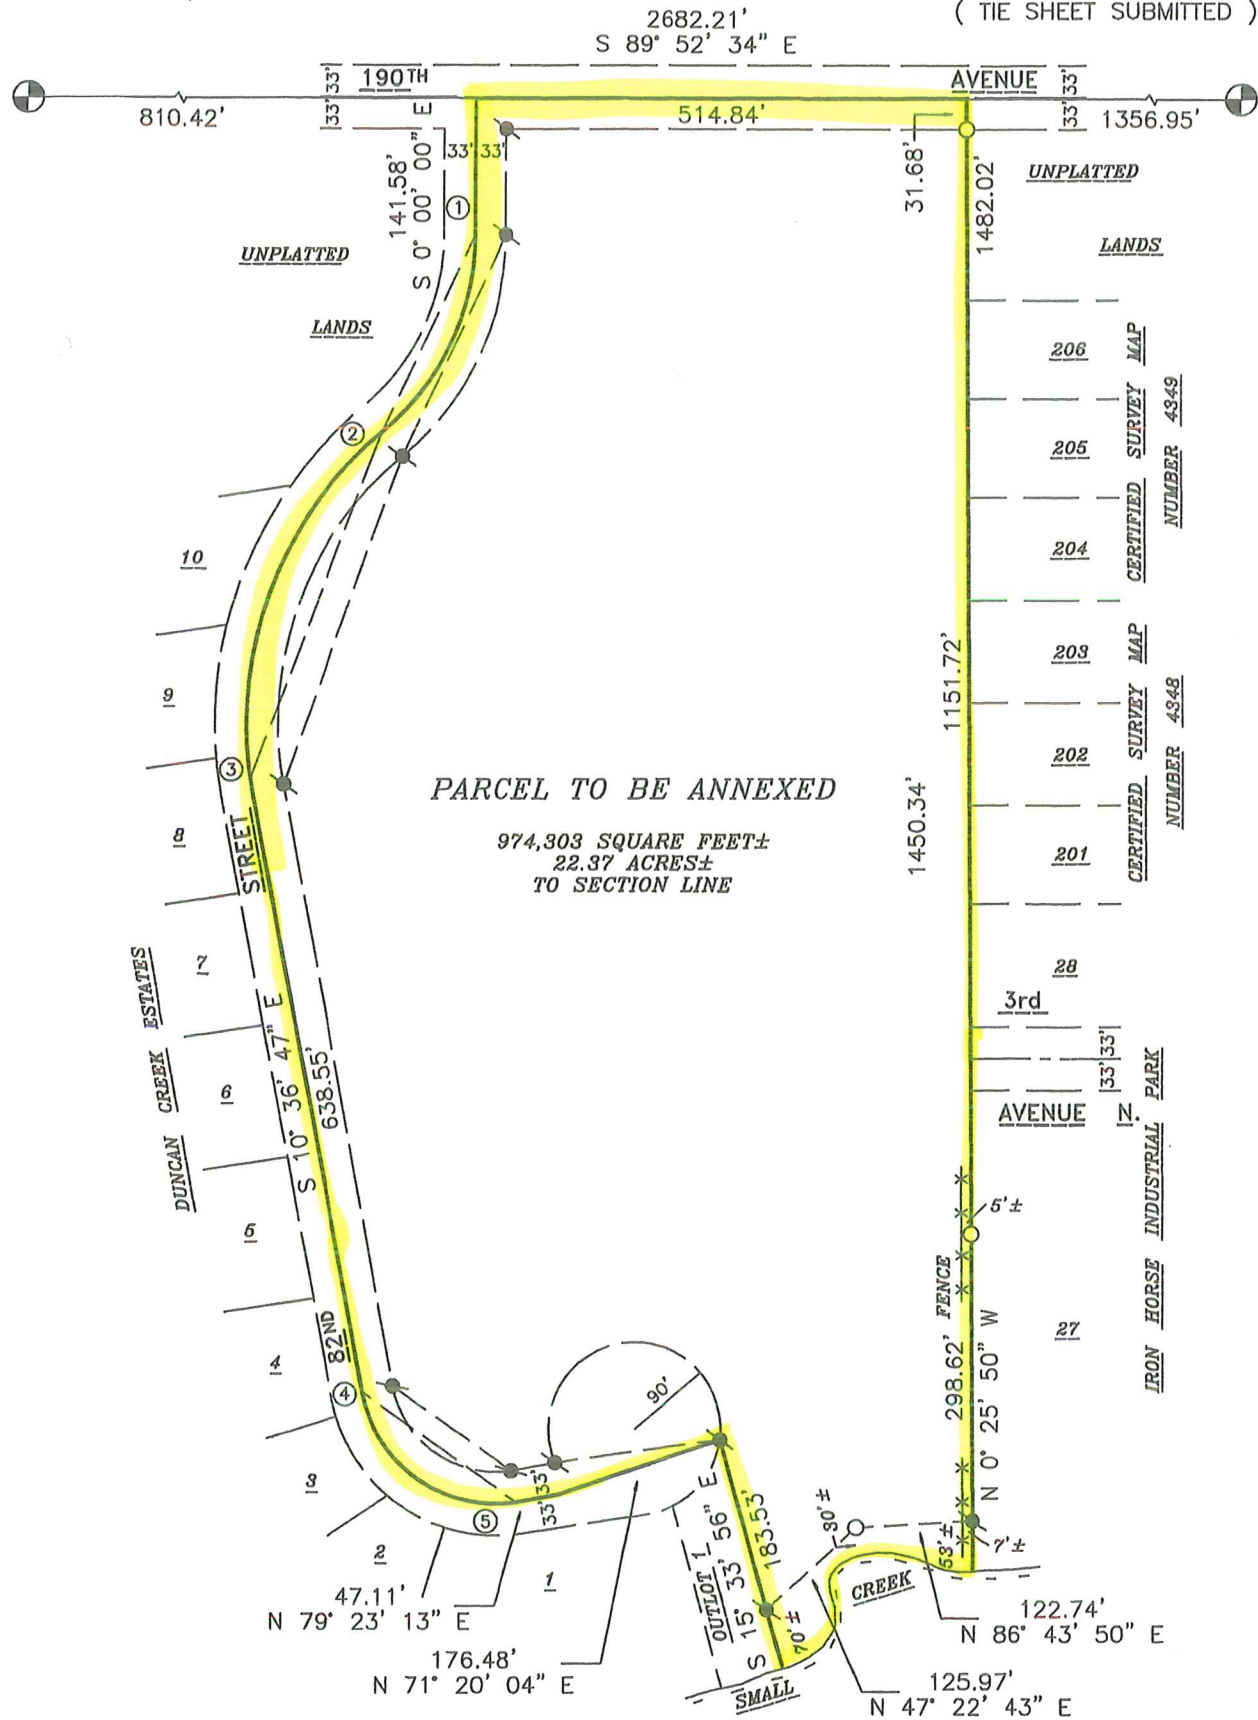 ( TIE SHEET SUBMITTED )
2682.21'
S 89° 52' 34" E
33' 33'
190TH
AVENUE
33' 33'
810.42'
514.84'
1356.95'
33' 33'
141.58'
S 0° 00' 00" E
31.68'
1482.02'
1
UNPLATTED
LANDS
UNPLATTED
LANDS
206
205
204
CERTIFIED SURVEY MAP
NUMBER 4349
2
10
9
3
8
STREET
203
202
201
CERTIFIED SURVEY MAP
NUMBER 4348
1151.72'
1450.34'
PARCEL TO BE ANNEXED
974,303 SQUARE FEET±
22.37 ACRES±
TO SECTION LINE
28
3rd
33' 33'
AVENUE N.
7
6
5
4
DUNCAN CREEK ESTATES
S 10° 36' 47" E
638.55'
82ND
4
5'±
298.62' FENCE
N 0° 25' 50" W
27
IRON HORSE INDUSTRIAL PARK
90'
3
5
33' 33'
2
1
OUTLOT 1
S 15° 33' 56" E
183.53'
30'±
53'±
7'±
70'±
CREEK
SMALL
47.11'
N 79° 23' 13" E
176.48'
N 71° 20' 04" E
122.74'
N 86° 43' 50" E
125.97'
N 47° 22' 43" E